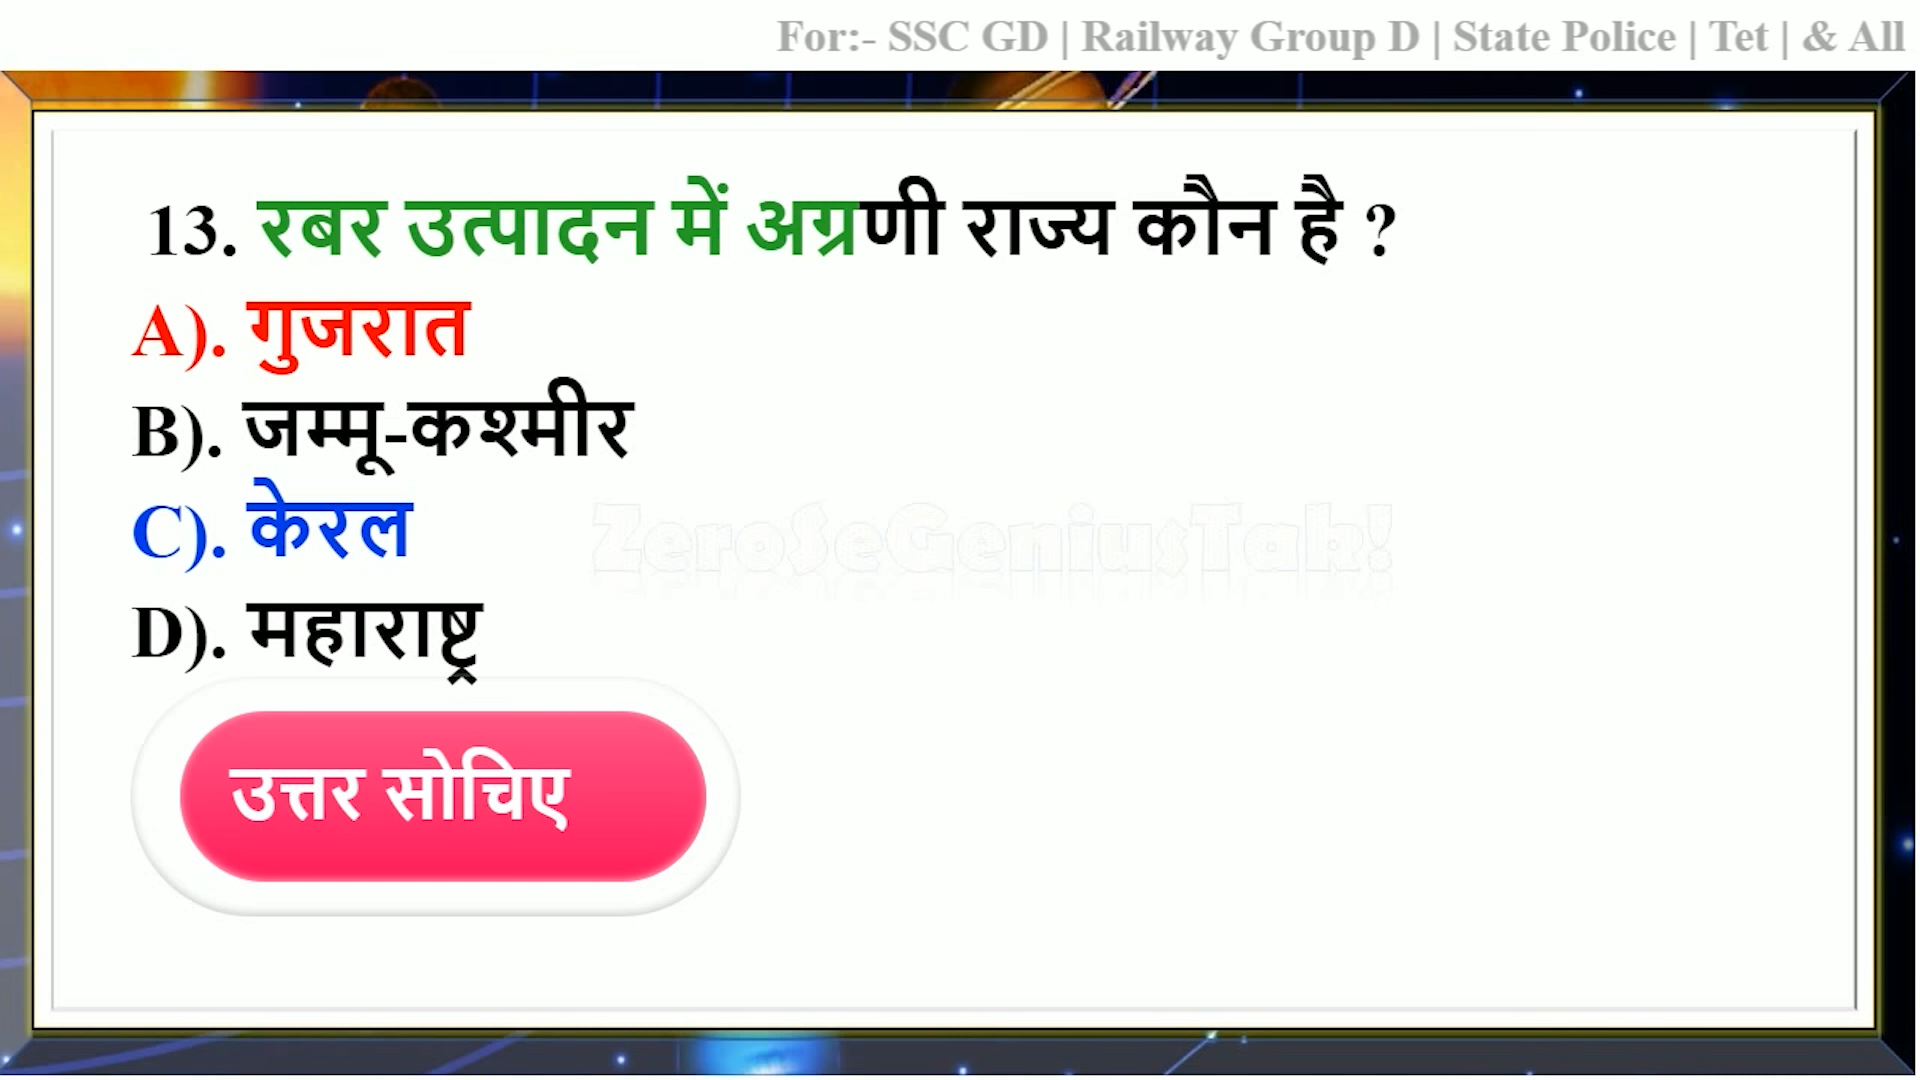 For:- SSC GD | Railway Group D | State Police | Tet | & All
13. रबर उत्पादन में अग्रणी राज्य कौन है ?
A). गुजरात
B). जम्मू-कश्मीर
C). केरल
ZeroSeGeniusTak!
D). महाराष्ट्र
उत्तर सोचिए